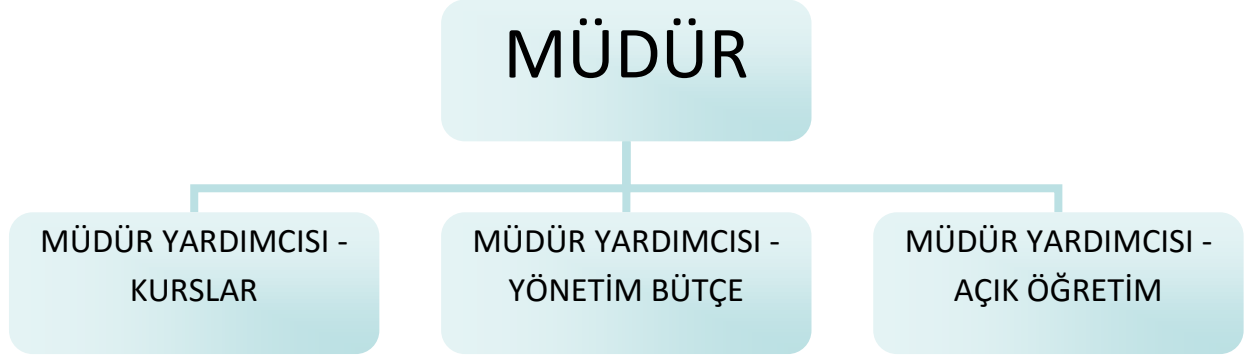 MÜDÜR
MÜDÜR YARDIMCISI -
KURSLAR
MÜDÜR YARDIMCISI -
YÖNETİM BÜTÇE
MÜDÜR YARDIMCISI -
AÇIK ÖĞRETİM